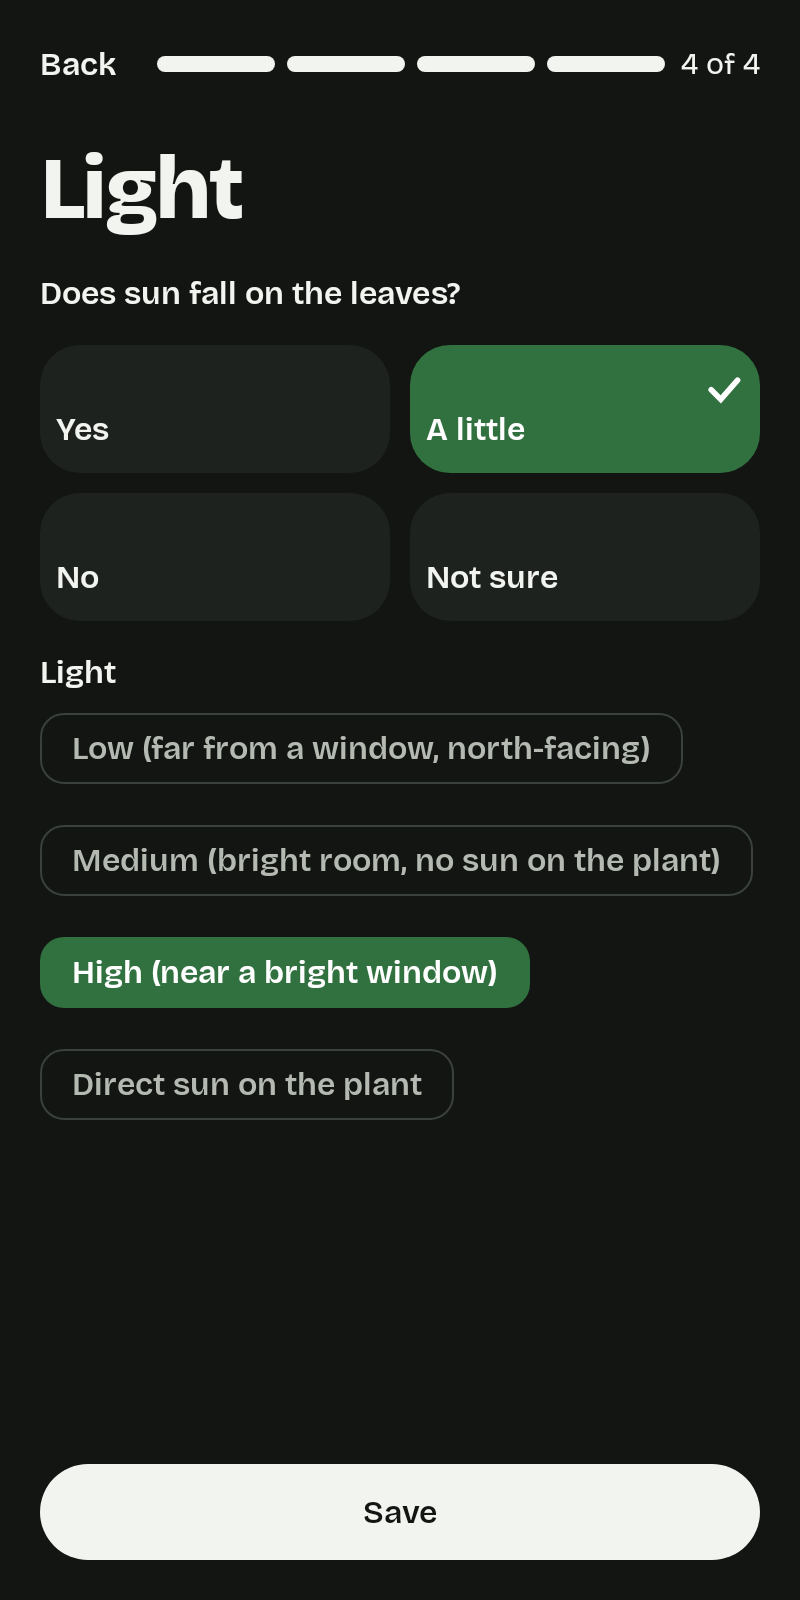 Back
4 of 4
Light
Does sun fall on the leaves?
Yes
A little
No
Not sure
Light
Low (far from a window, north-facing)
Medium (bright room, no sun on the plant)
High (near a bright window)
Direct sun on the plant
Save